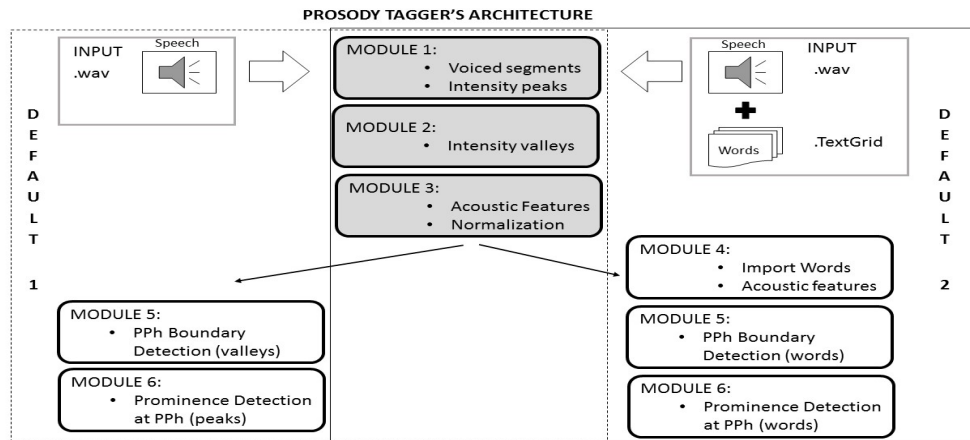 PROSODY TAGGER'S ARCHITECTURE
INPUT
.wav
Speech
MODULE 1:
• Voiced segments
• Intensity peaks
Speech
INPUT
.wav
Words
.TextGrid
MODULE 2:
• Intensity valleys
MODULE 3:
• Acoustic Features
• Normalization
DEFAULT 1
DEFAULT 2
MODULE 5:
• PPh Boundary
Detection (valleys)
MODULE 6:
• Prominence Detection
at PPh (peaks)
MODULE 4:
• Import Words
• Acoustic features
MODULE 5:
• PPh Boundary
Detection (words)
MODULE 6:
• Prominence Detection
at PPh (words)